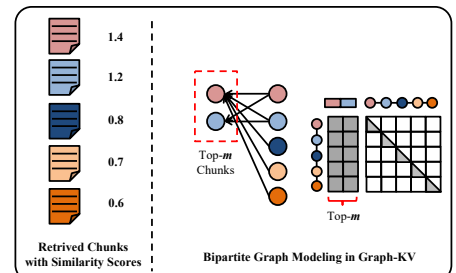 1.4
1.2
0.8
0.7
0.6
Retrived Chunks
with Similarity Scores
Top-m
Chunks
Top-m
Bipartite Graph Modeling in Graph-KV